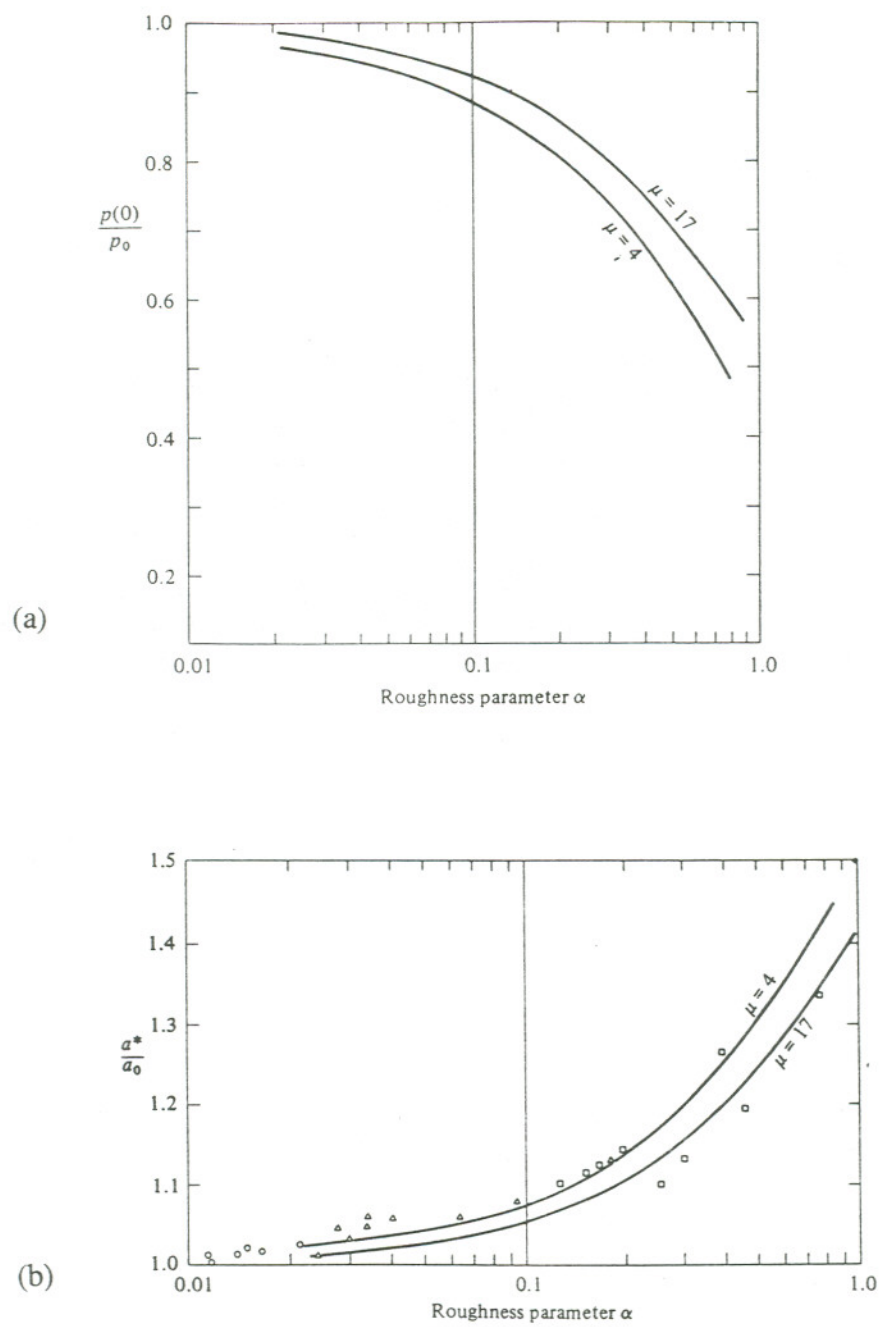 1.0
0.8
p(0)
p₀
0.6
0.4
0.2
μ = 17
μ = 4
(a)
0.01 0.1 1.0
Roughness parameter α
1.5
1.4
1.3
a*
a₀
1.2
1.1
1.0
μ = 4
μ = 17
(b)
0.01 0.1 1.0
Roughness parameter α